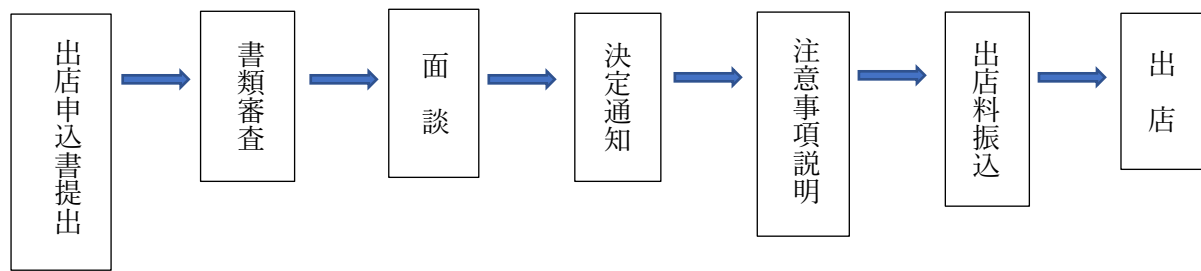 出店申込書提出
書類審査
面談
決定通知
注意事項説明
出店料振込
出店